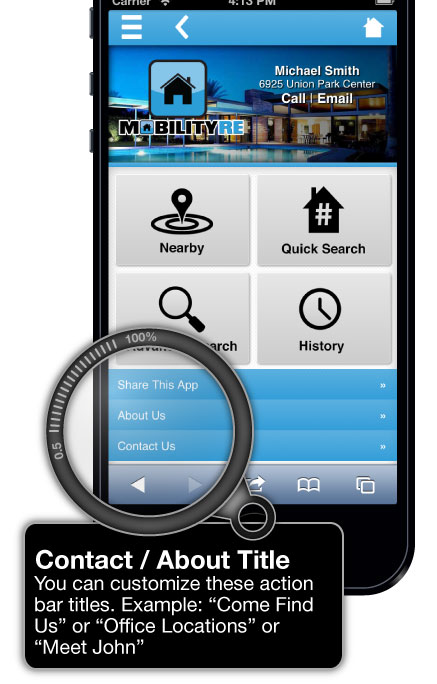 Carrier 4:13 PM
Michael Smith
6925 Union Park Center
Call | Email
MOBILITYRE
Nearby
#
Quick Search
Search
History
100%
0.5
Share This App »
About Us »
Contact Us »
Contact / About Title
You can customize these action
bar titles. Example: “Come Find
Us” or “Office Locations” or
“Meet John”